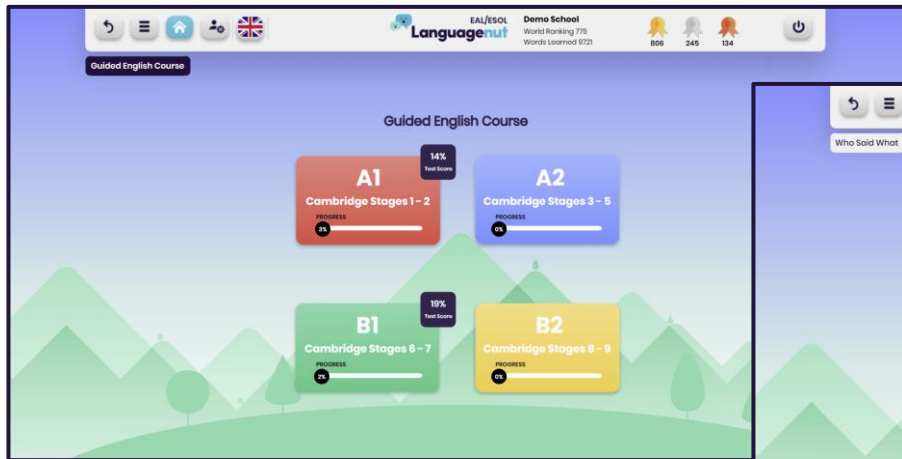 EAL/ESOL
Languagenut
Demo School
World Ranking 775
Words Learned 9721
806
245
134
Guided English Course
Who Said What
Guided English Course
14%
Test Score
A1
Cambridge Stages 1 - 2
PROGRESS
3%
A2
Cambridge Stages 3 - 5
PROGRESS
0%
19%
Test Score
B1
Cambridge Stages 6 - 7
PROGRESS
2%
B2
Cambridge Stages 8 - 9
PROGRESS
0%